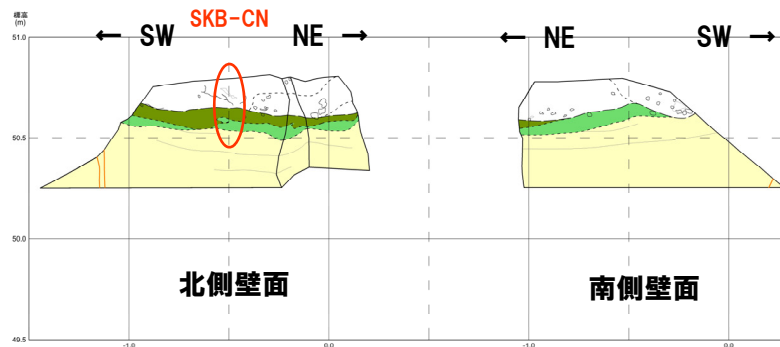 標高
(m)
SKB-CN
← SW
NE →
← NE
SW →
51.0
50.5
50.0
北側壁面
南側壁面
49.5
-1.0
0.0
-1.0
0.0